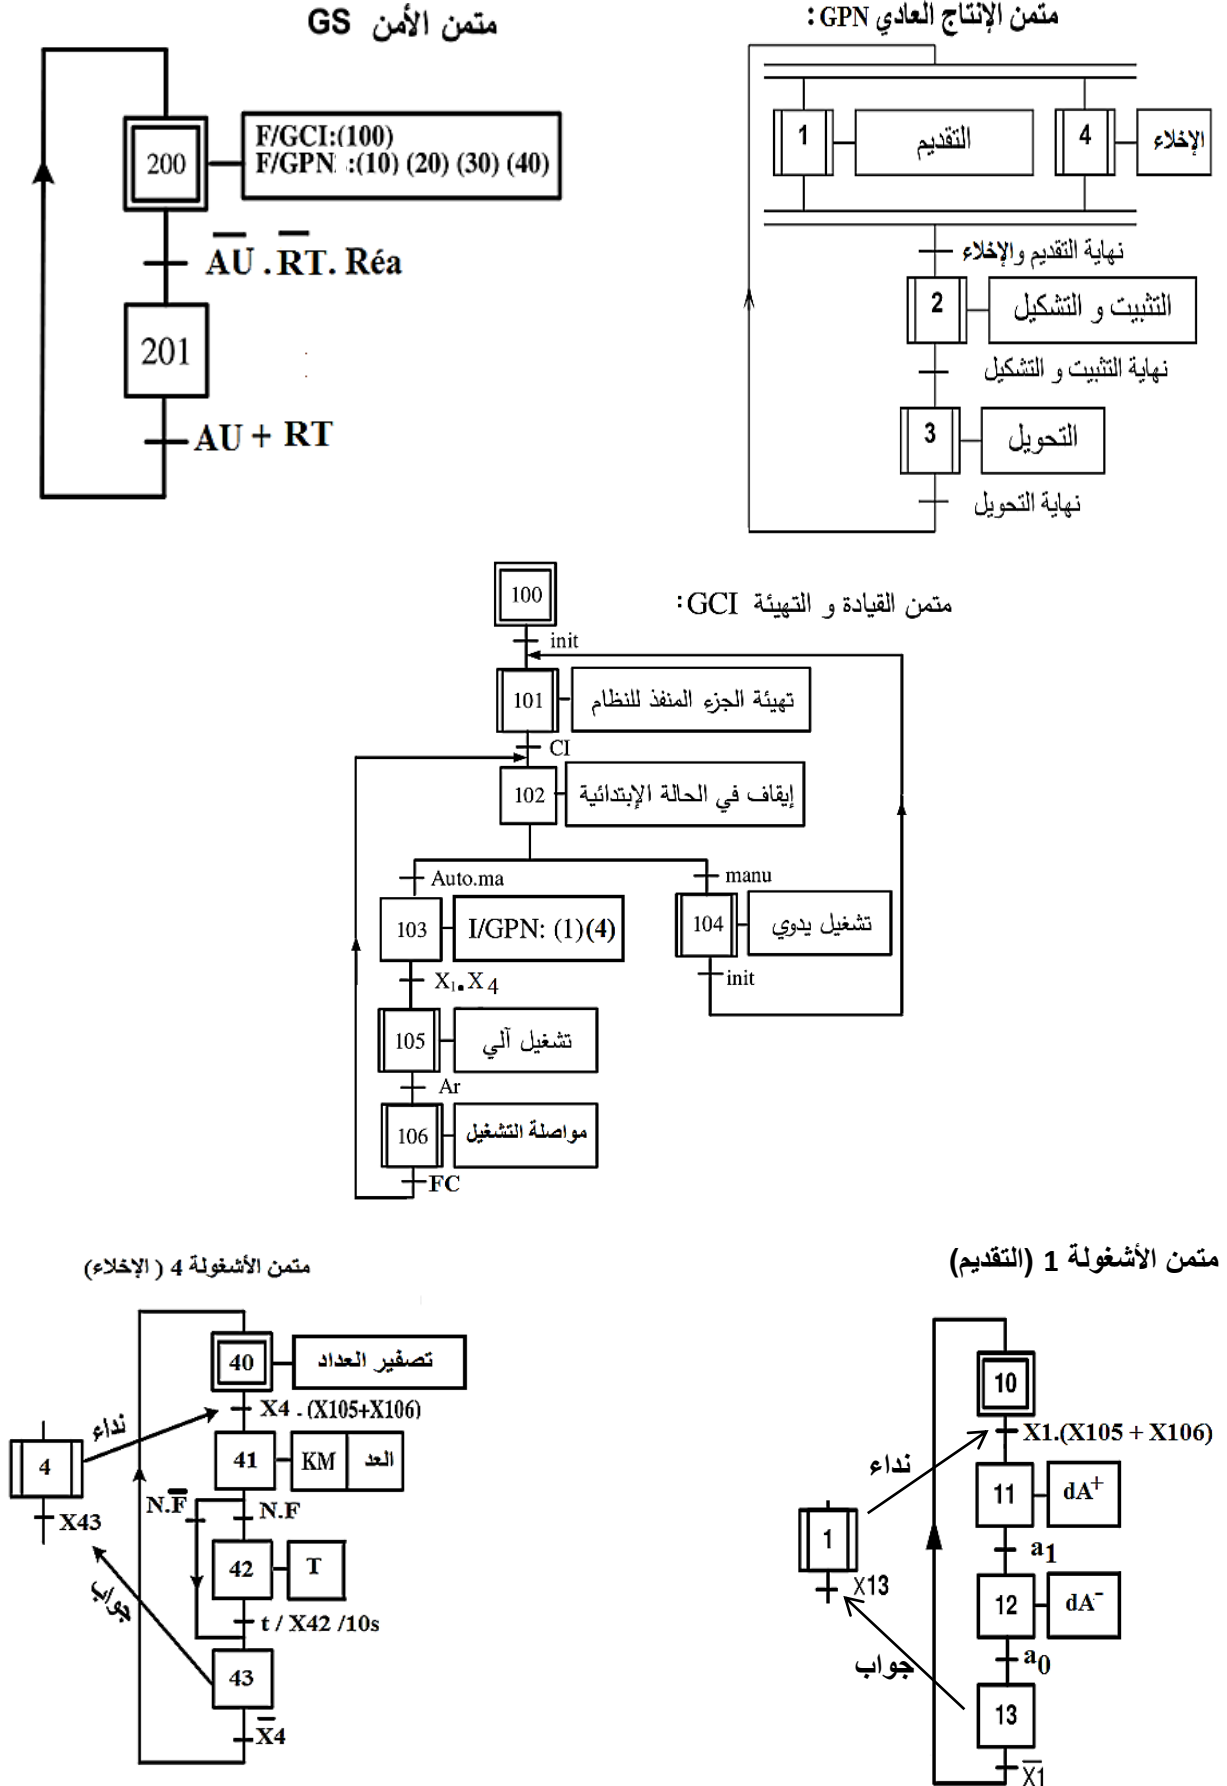 متمن الأمن GS
200
F/GCI:(100)
F/GPN :(10) (20) (30) (40)
A̅U̅ . R̅T̅. Réa
201
AU + RT
متمن الإنتاج العادي GPN :
1
التقديم
4
الإخلاء
نهاية التقديم والإخلاء
2
التثبيت و التشكيل
نهاية التثبيت و التشكيل
3
التحويل
نهاية التحويل
متمن القيادة و التهيئة GCI :
100
init
101
تهيئة الجزء المنفذ للنظام
CI
102
إيقاف في الحالة الإبتدائية
Auto.ma
manu
103
I/GPN: (1)(4)
104
تشغيل يدوي
X₁.X4
init
105
تشغيل آلي
Ar
106
مواصلة التشغيل
FC
متمن الأشغولة 4 ( الإخلاء)
40
تصفير العداد
X4 . (X105+X106)
نداء
4
41
KM
العد
X43
N.F̅
N.F
42
T
جواب
t / X42 /10s
43
X̅4
متمن الأشغولة 1 (التقديم)
10
X1.(X105 + X106)
نداء
11
dA⁺
1
a1
X13
12
dA⁻
جواب
a0
13
X̅1̅